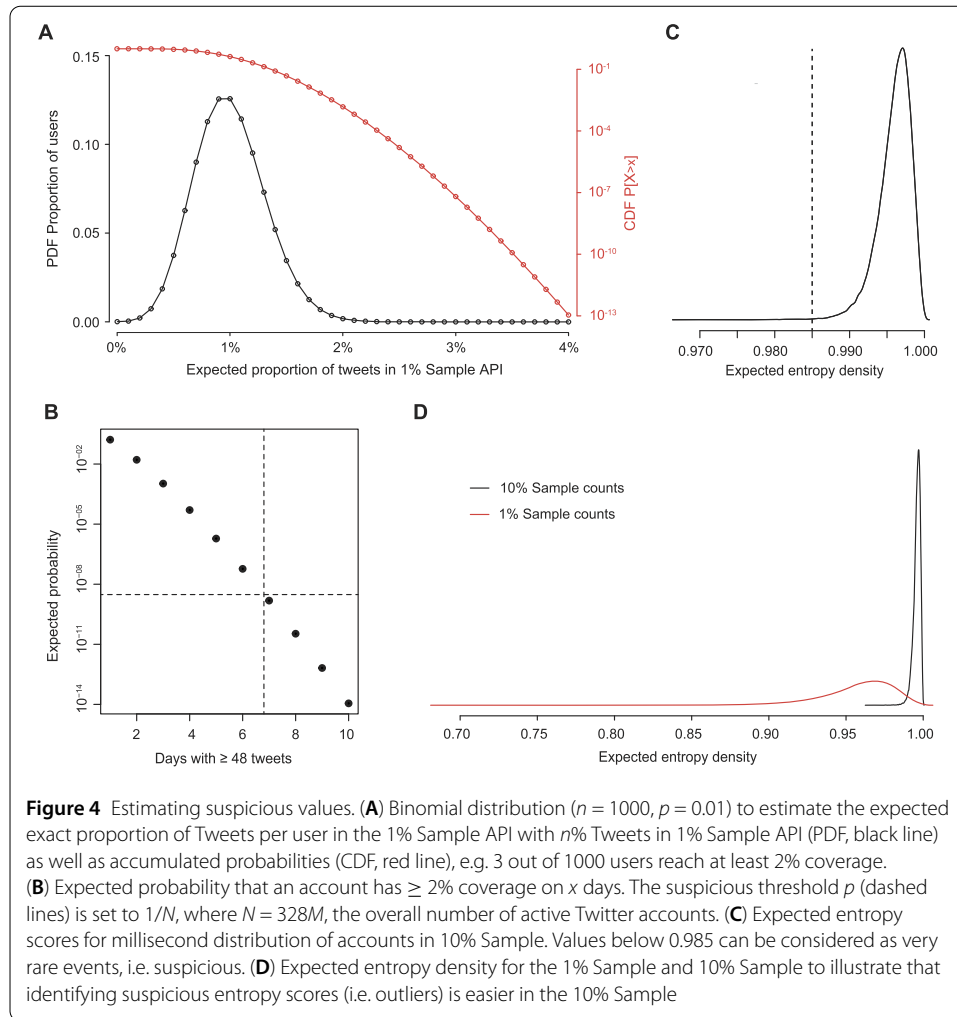 A
PDF Proportion of users
0.15
0.10
0.05
0.00
0% 1% 2% 3% 4%
Expected proportion of tweets in 1% Sample API
10⁻¹
10⁻⁴
10⁻⁷
10⁻¹⁰
10⁻¹³
CDF P[X>x]
C
0.970 0.980 0.990 1.000
Expected entropy density
B
Expected probability
10⁻⁰²
10⁻⁰⁵
10⁻⁰⁸
10⁻¹¹
10⁻¹⁴
2 4 6 8 10
Days with ≥ 48 tweets
D
10% Sample counts
1% Sample counts
0.70 0.75 0.80 0.85 0.90 0.95 1.00
Expected entropy density
Figure 4 Estimating suspicious values. (A) Binomial distribution (n = 1000, p = 0.01) to estimate the expected
exact proportion of Tweets per user in the 1% Sample API with n% Tweets in 1% Sample API (PDF, black line)
as well as accumulated probabilities (CDF, red line), e.g. 3 out of 1000 users reach at least 2% coverage.
(B) Expected probability that an account has ≥ 2% coverage on x days. The suspicious threshold p (dashed
lines) is set to 1/N, where N = 328M, the overall number of active Twitter accounts. (C) Expected entropy
scores for millisecond distribution of accounts in 10% Sample. Values below 0.985 can be considered as very
rare events, i.e. suspicious. (D) Expected entropy density for the 1% Sample and 10% Sample to illustrate that
identifying suspicious entropy scores (i.e. outliers) is easier in the 10% Sample